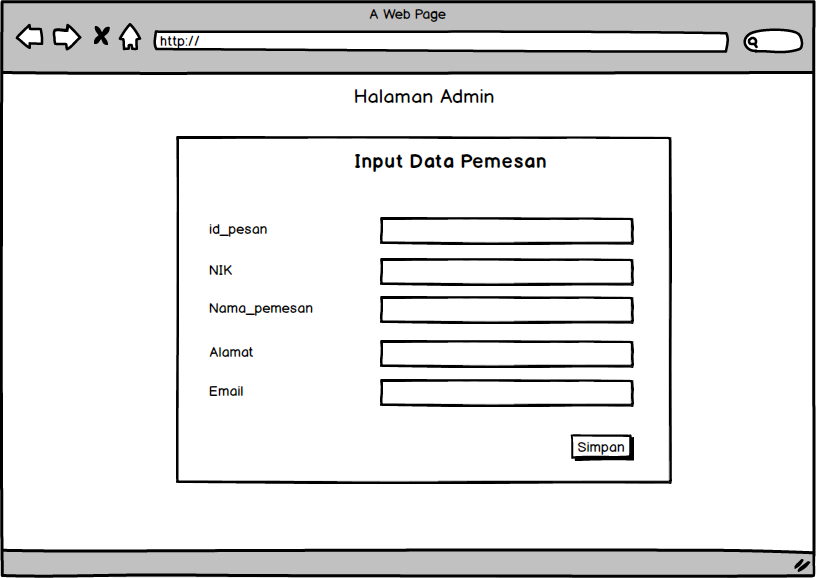 A Web Page
http://
Halaman Admin
Input Data Pemesan
id_pesan
NIK
Nama_pemesan
Alamat
Email
Simpan